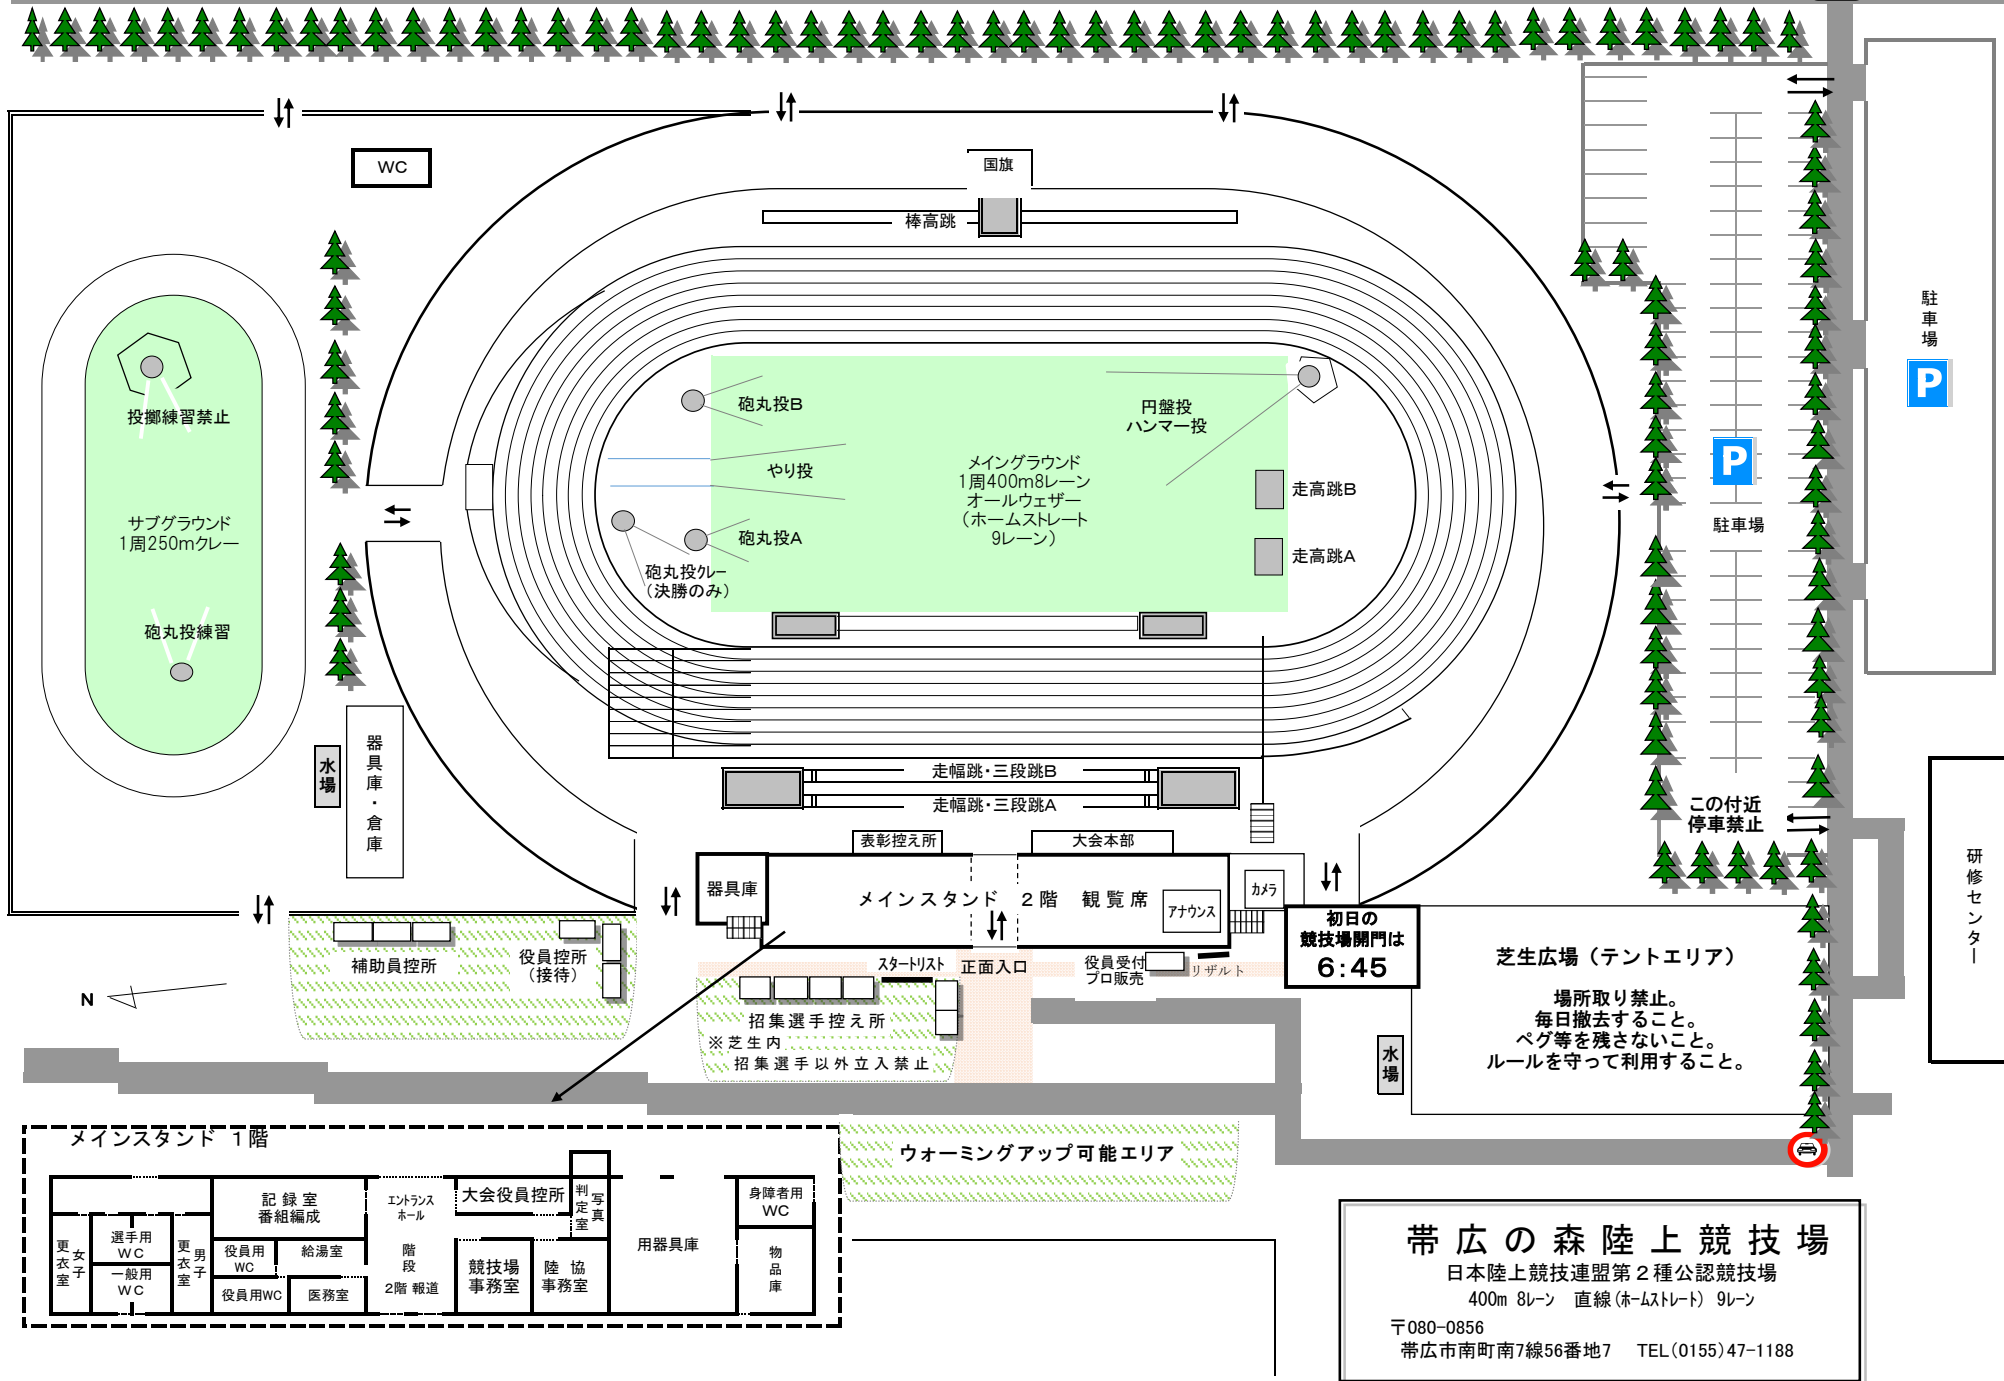 WC
国旗
棒高跳
投擲練習禁止
サブグラウンド
1周250mクレー
砲丸投練習
砲丸投B
やり投
砲丸投A
砲丸投クレー
(決勝のみ)
円盤投
ハンマー投
メイングラウンド
1周400m8レーン
オールウェザー
(ホームストレート
9レーン)
走高跳B
走高跳A
駐車場
P
P
駐車場
水場
器具庫・倉庫
走幅跳・三段跳B
走幅跳・三段跳A
この付近
停車禁止
表彰控え所
大会本部
器具庫
メインスタンド 2階 観覧席
アナウンス
カメラ
研修センター
初日の
競技場開門は
6:45
補助員控所
役員控所
(接待)
スタートリスト
正面入口
役員受付
プロ販売
リザルト
N
招集選手控え所
※芝生内
招集選手以外立入禁止
水場
芝生広場(テントエリア)
場所取り禁止。
毎日撤去すること。
ペグ等を残さないこと。
ルールを守って利用すること。
ウォーミングアップ可能エリア
メインスタンド 1階
女子更衣室
選手用
WC
一般用
WC
男子更衣室
記録室
番組編成
役員用
WC
給湯室
役員用WC
医務室
エントランス
ホール
階段
2階 報道
大会役員控所
写真判定室
競技場
事務室
陸協
事務室
用器具庫
身障者用
WC
物品庫
帯広の森陸上競技場
日本陸上競技連盟第2種公認競技場
400m 8レーン 直線(ホームストレート) 9レーン
〒080-0856
帯広市南町南7線56番地7 TEL(0155)47-1188